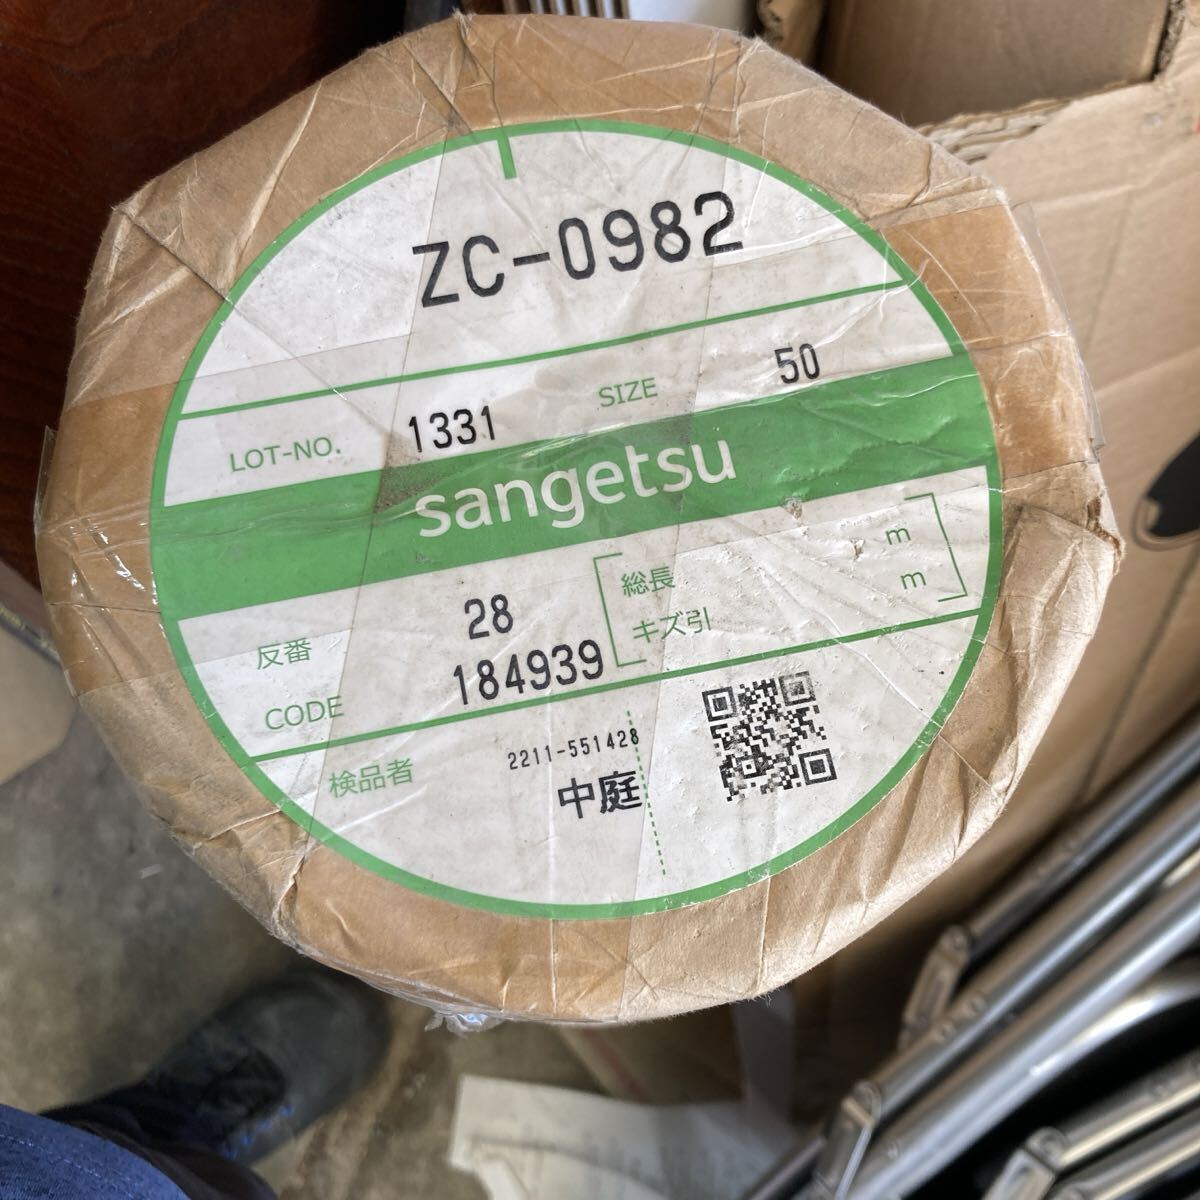 ZC-0982
LOT-NO. 1331 SIZE 50
sangetsu
反番 28 総長 m
キズ引 m
CODE 184939
検品者 2211-551428
中庭